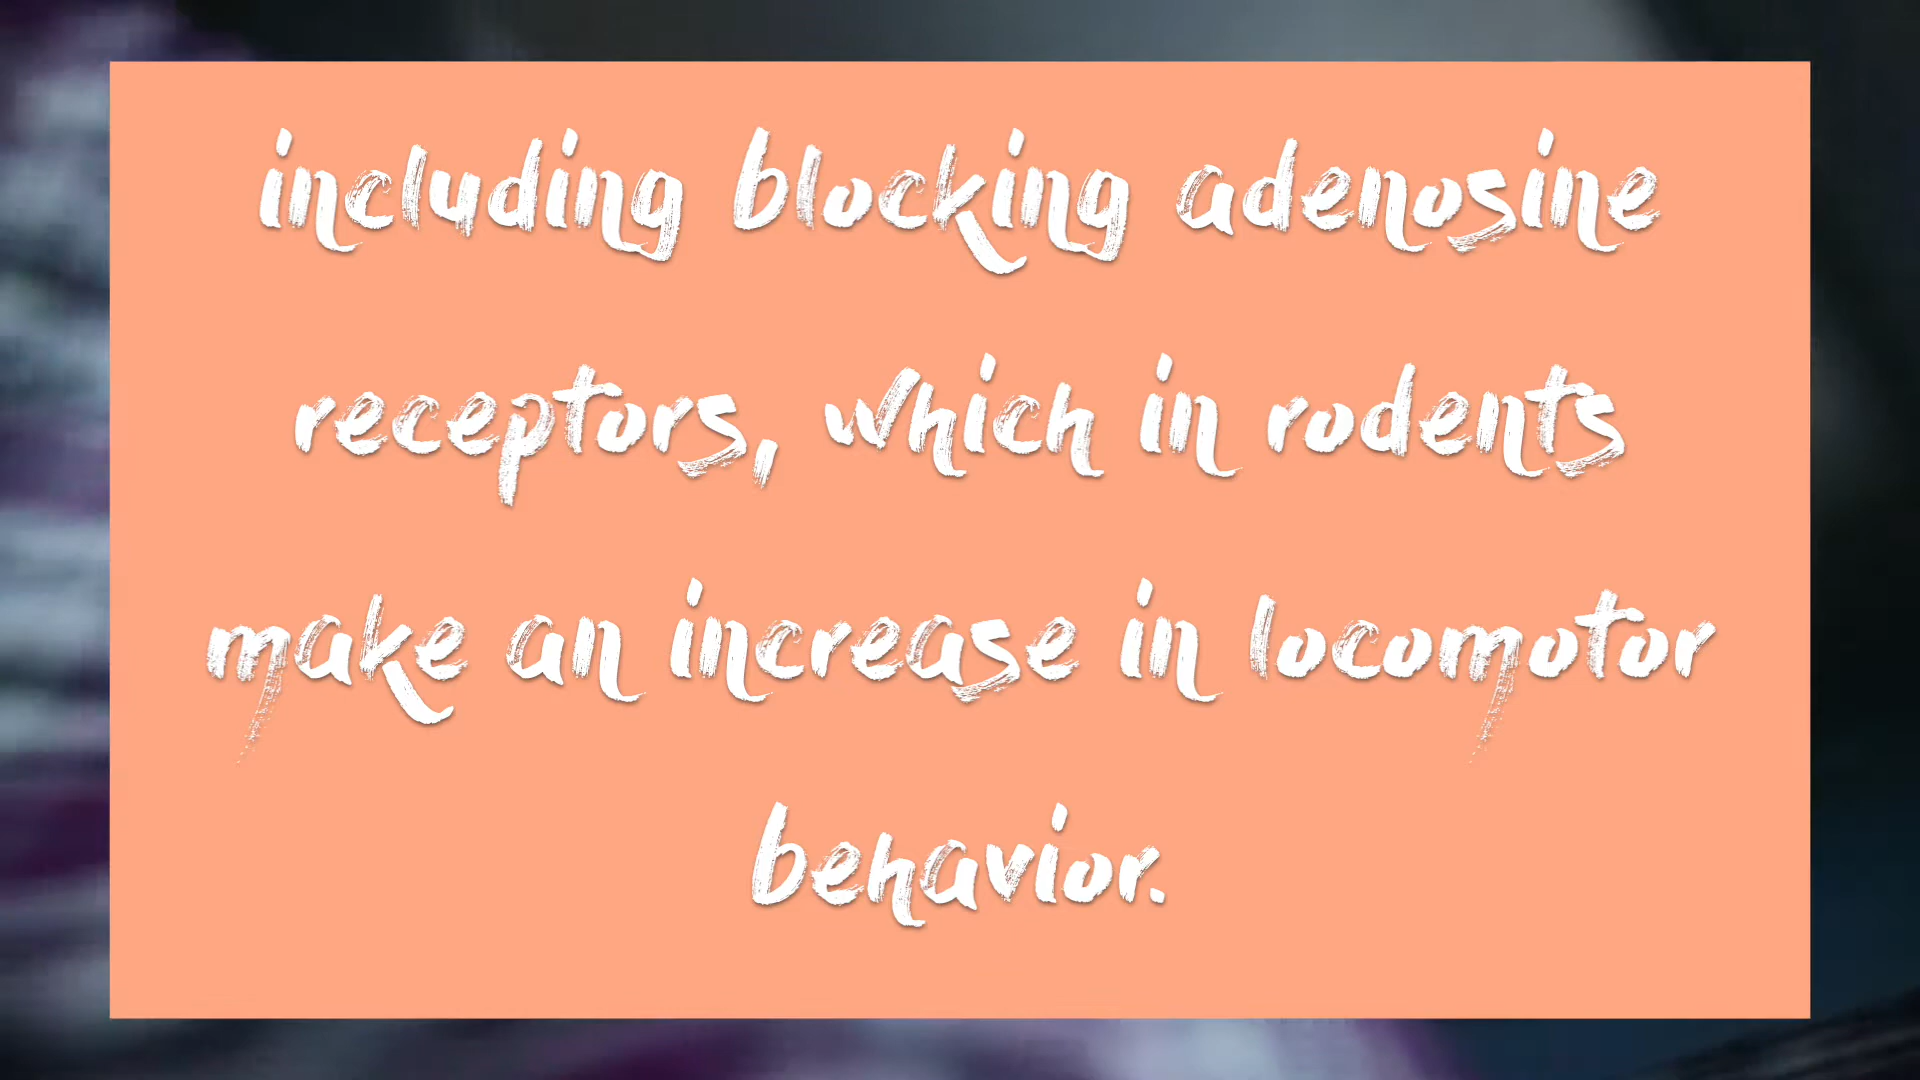 including blocking adenosine
receptors, which in rodents
make an increase in locomotor
behavior.